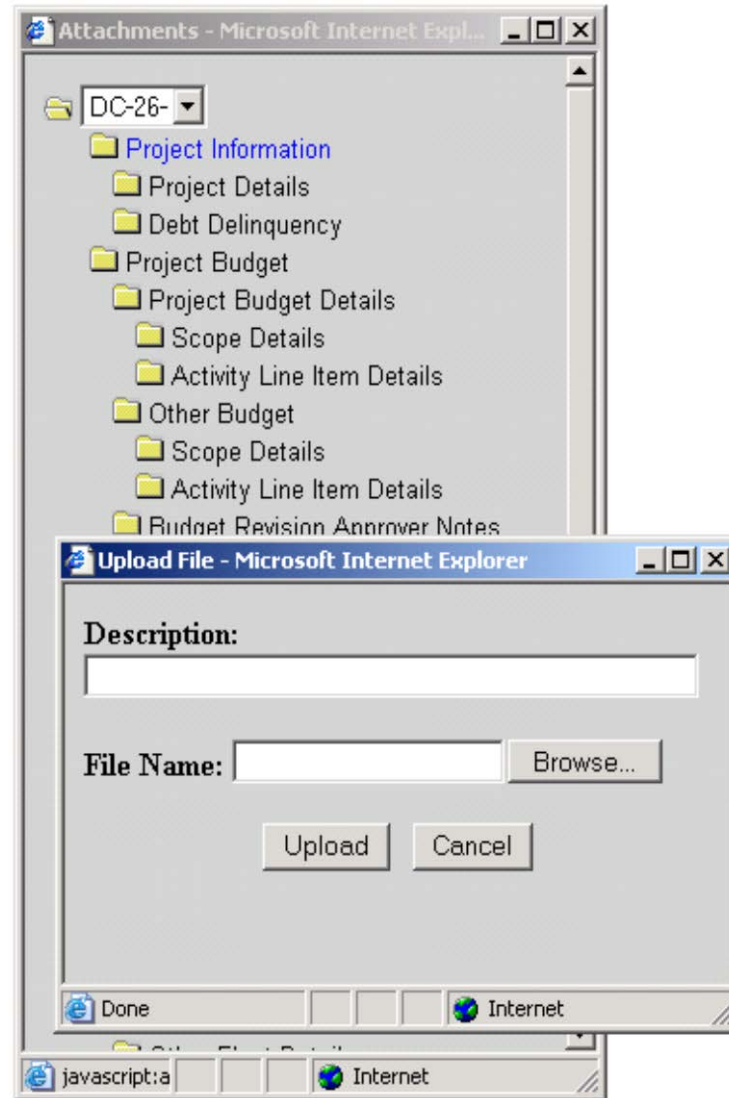 Attachments - Microsoft Internet Expl...
DC-26-
Project Information
Project Details
Debt Delinquency
Project Budget
Project Budget Details
Scope Details
Activity Line Item Details
Other Budget
Scope Details
Activity Line Item Details
Budget Revision Approver Notes
Upload File - Microsoft Internet Explorer
Description:
File Name:
Browse...
Upload
Cancel
Done
Internet
javascript:a
Internet